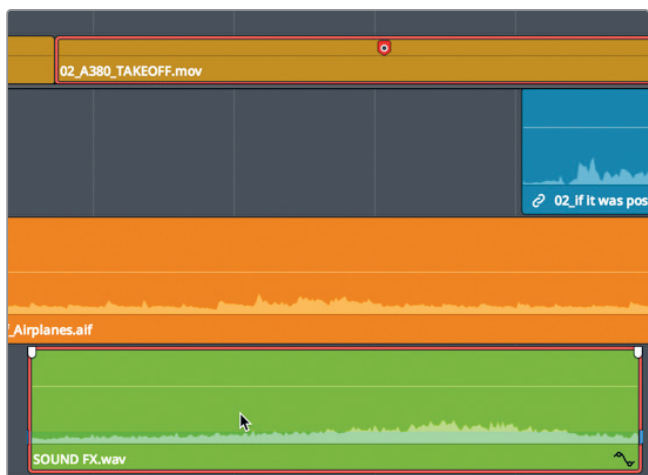 02_A380_TAKEOFF.mov
02_if it was pos
_Airplanes.aif
SOUND FX.wav